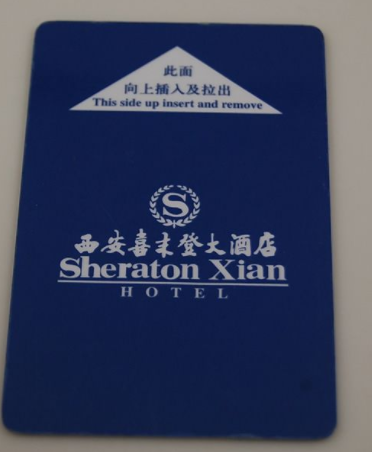 此面
向上插入及拉出
This side up insert and remove
S
西安喜来登大酒店
Sheraton Xian
HOTEL